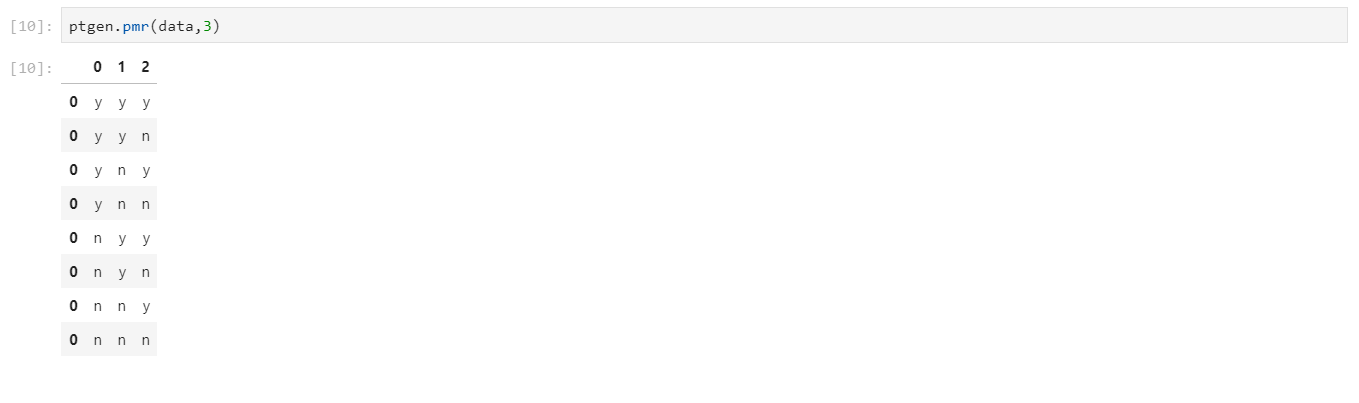 [10]: ptgen.pmr(data,3)
[10]: 0 1 2
0 y y y
0 y y n
0 y n y
0 y n n
0 n y y
0 n y n
0 n n y
0 n n n